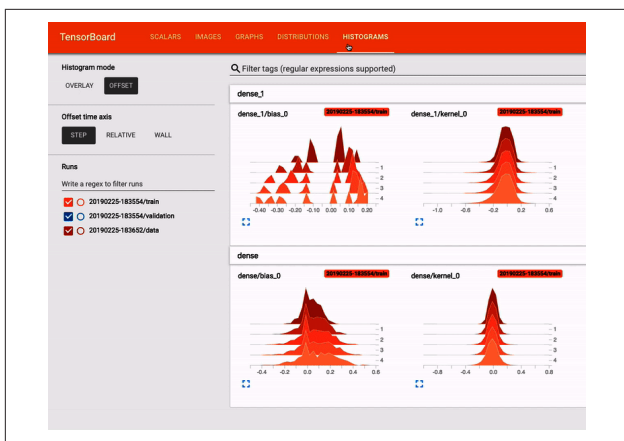 TensorBoard SCALARS IMAGES GRAPHS DISTRIBUTIONS HISTOGRAMS
Histogram mode
OVERLAY OFFSET
Offset time axis
STEP RELATIVE WALL
Runs
Write a regex to filter runs
20190225-183554/train
20190225-183554/validation
20190225-183652/data
Filter tags (regular expressions supported)
dense_1
dense_1/bias_0 20190225-183554/train
1
2
3
4
-0.40 -0.30 -0.20 -0.10 0.00 0.10 0.20
dense_1/kernel_0 20190225-183554/train
1
2
3
4
-1.0 -0.6 -0.2 0.2 0.6
dense
dense/bias_0 20190225-183554/train
1
2
3
4
-0.4 -0.2 0.0 0.2 0.4 0.6
dense/kernel_0 20190225-183554/train
1
2
3
4
-0.8 -0.4 0.0 0.4 0.8